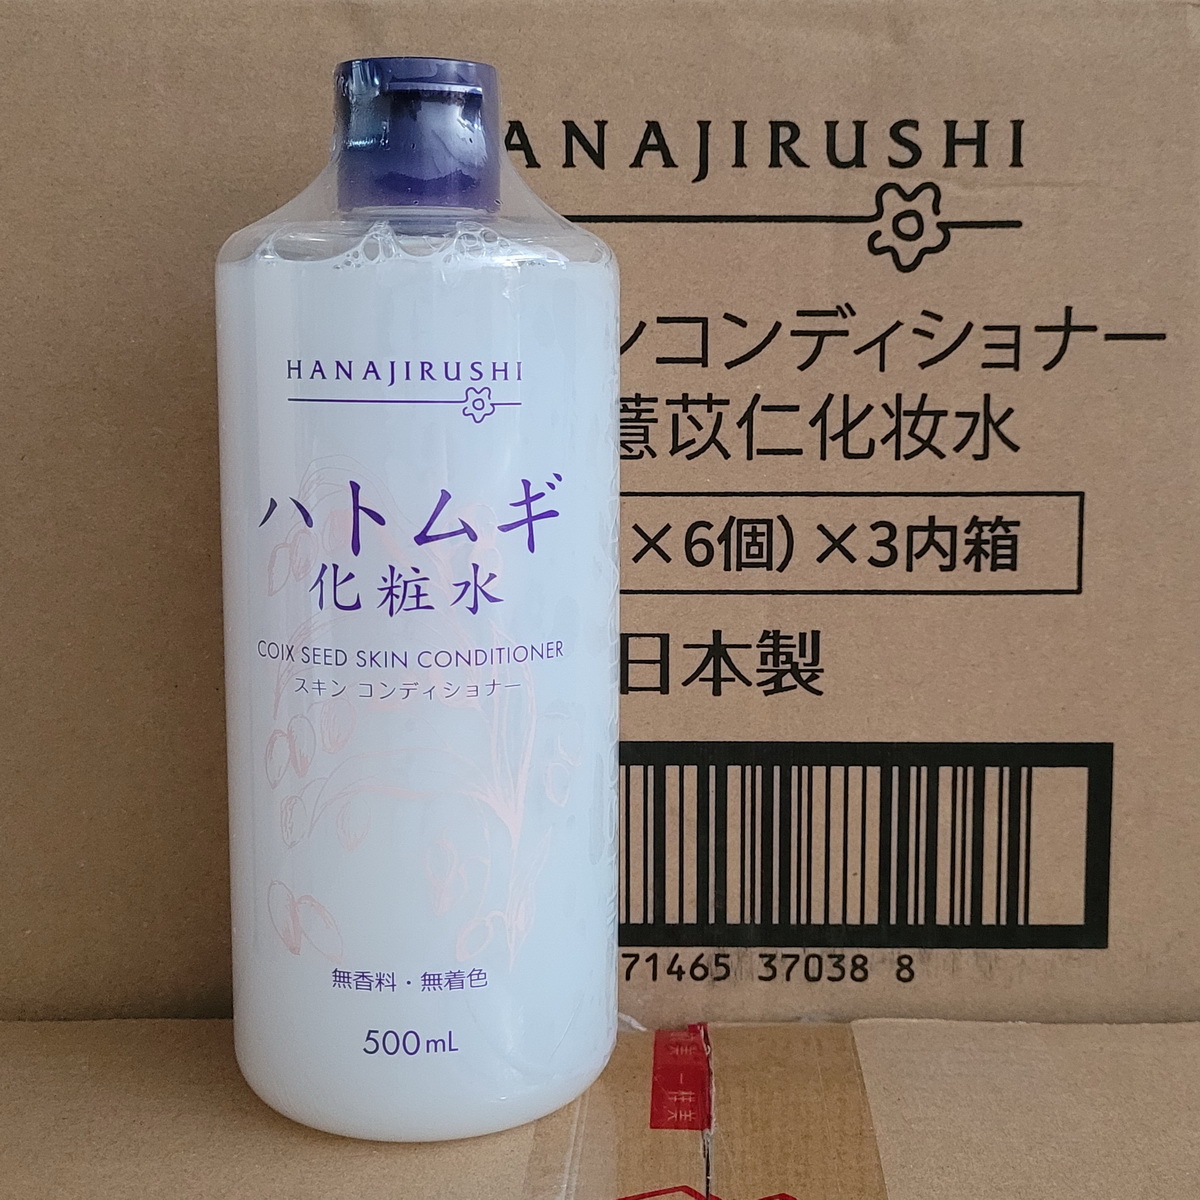 HANAJIRUSHI
ハトムギ
化粧水
COIX SEED SKIN CONDITIONER
スキン コンディショナー
無香料・無着色
500mL
ANAJIRUSHI
ンコンディショナー
薏苡仁化妆水
×6個）×3内箱
日本製
71465 37038 8